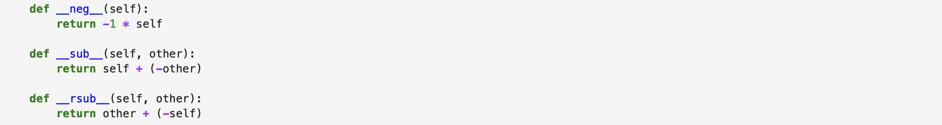 def __neg__(self):
return -1 * self
def __sub__(self, other):
return self + (-other)
def __rsub__(self, other):
return other + (-self)